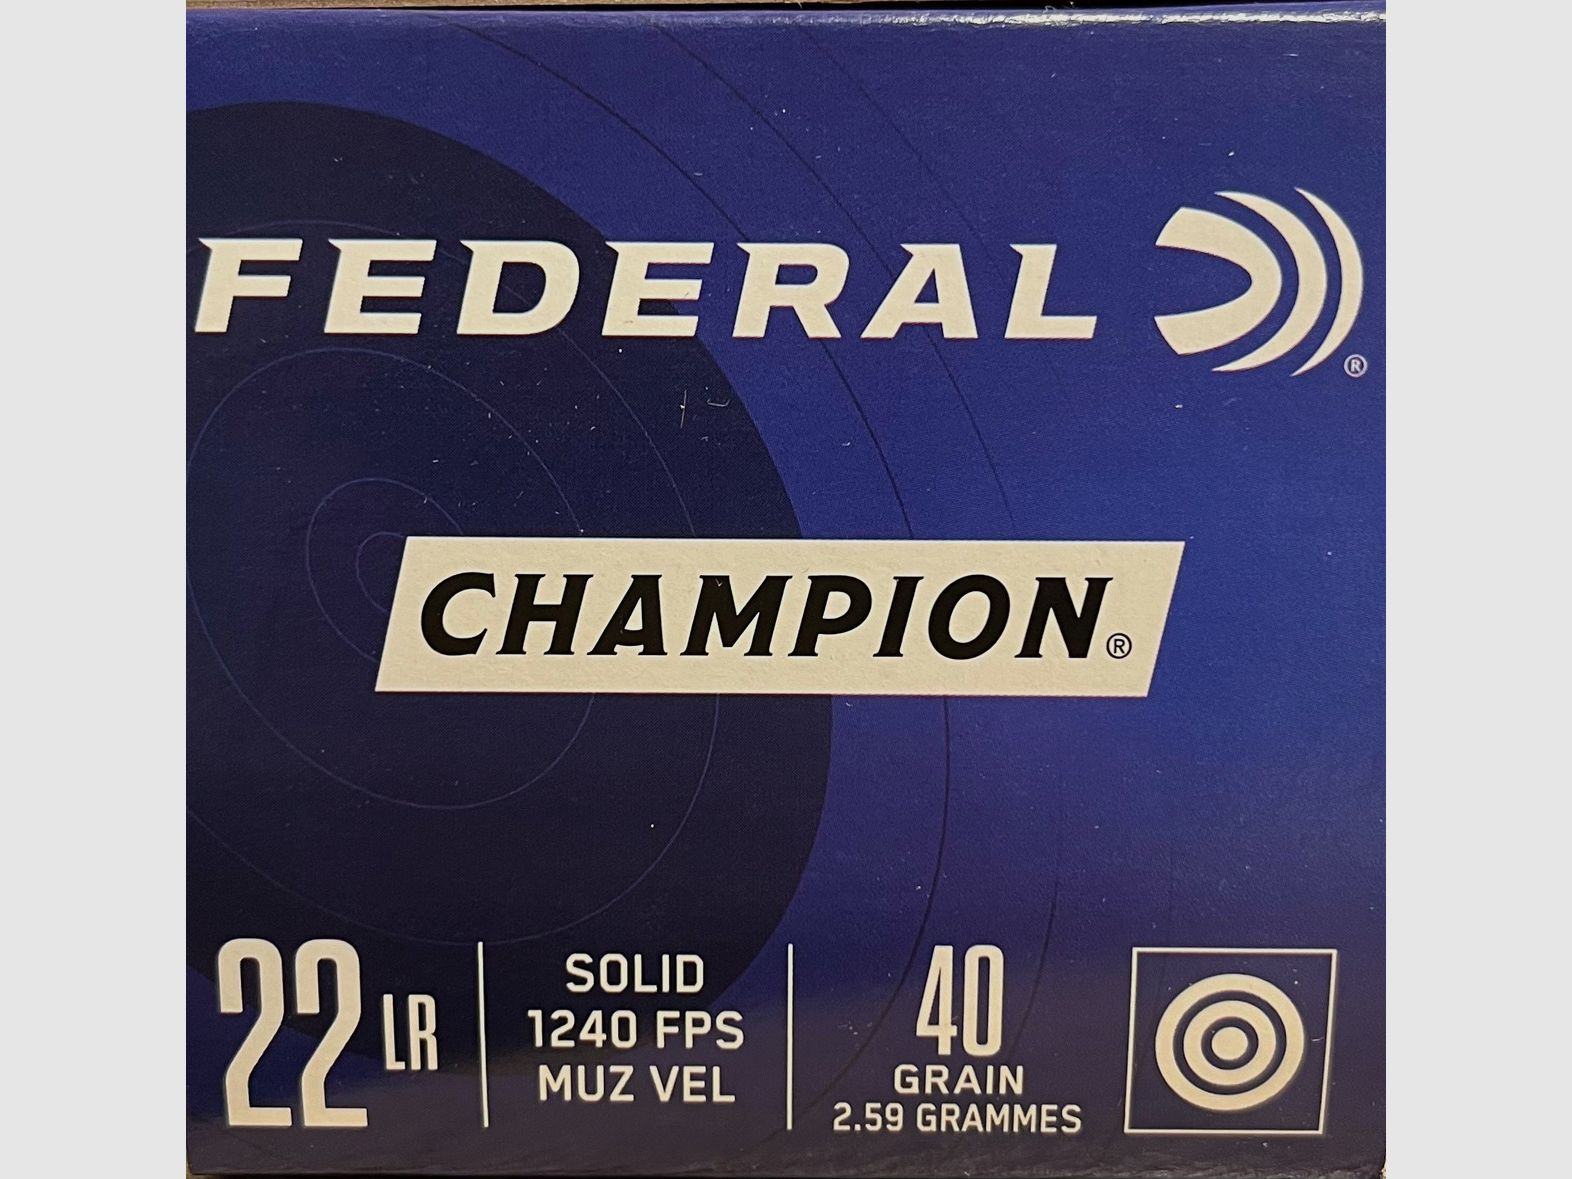 FEDERAL ®
CHAMPION®
22 LR
SOLID
1240 FPS
MUZ VEL
40
GRAIN
2.59 GRAMMES